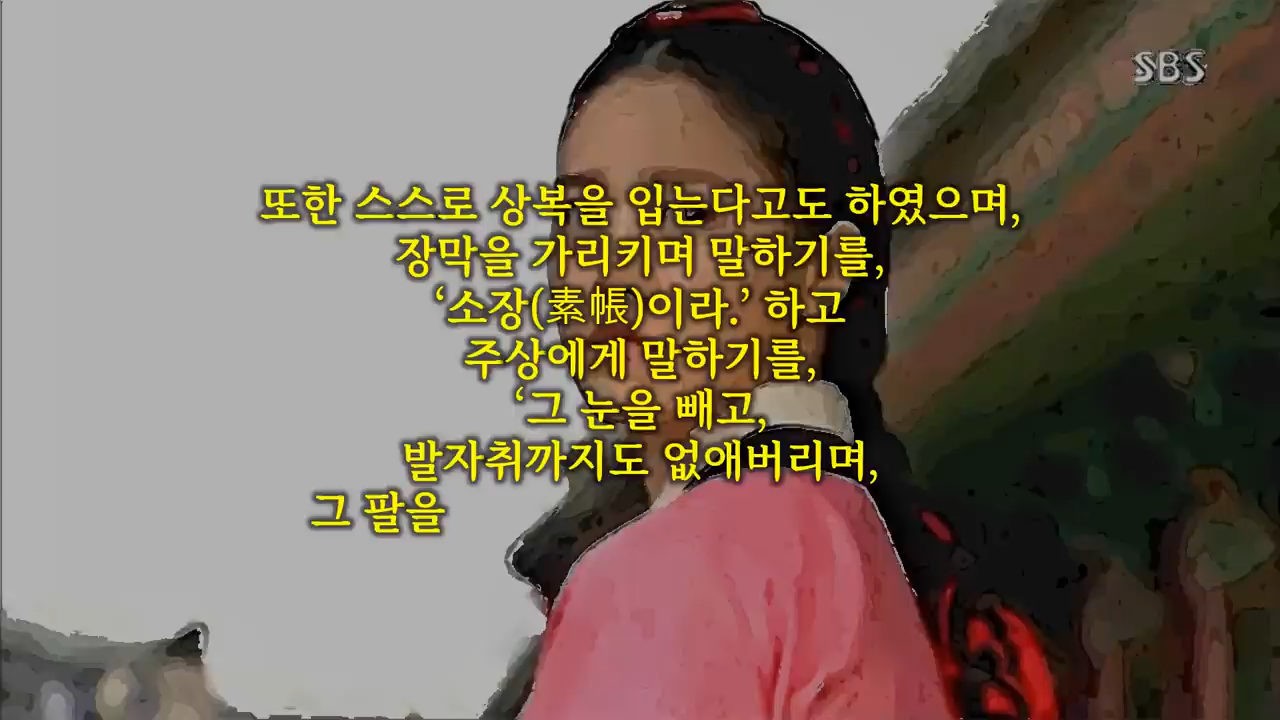 SBS
또한 스스로 상복을 입는다고도 하였으며,
장막을 가리키며 말하기를,
‘소장(素帳)이라.’ 하고
주상에게 말하기를,
‘그 눈을 빼고,
발자취까지도 없애버리며,
그 팔을